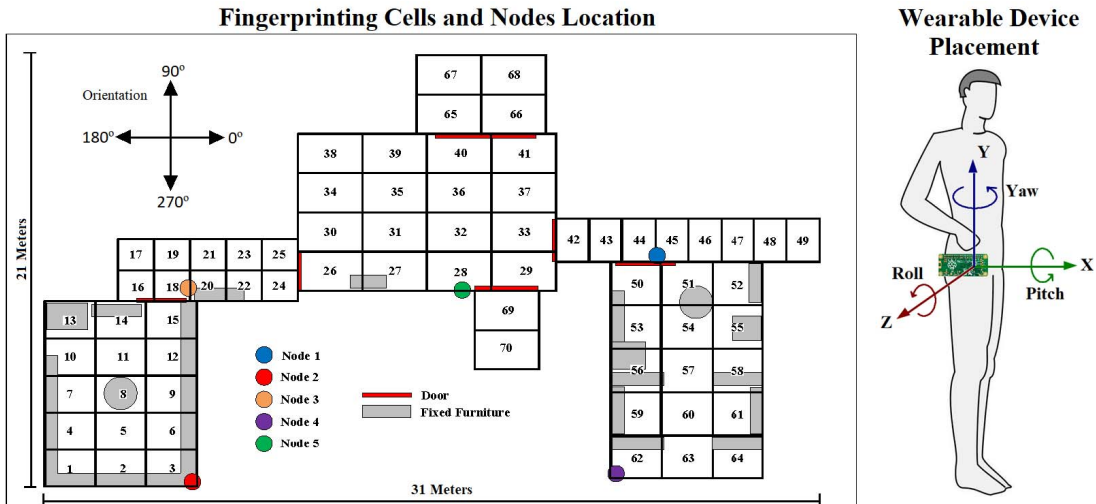 Fingerprinting Cells and Nodes Location
Wearable Device
Placement
Orientation
90º
180º
0º
270º
21 Meters
31 Meters
67 68
65 66
38 39 40 41
34 35 36 37
30 31 32 33
26 27 28 29
42 43 44 45 46 47 48 49
17 19 21 23 25
16 18 20 22 24
69
70
13 14 15
10 11 12
7 8 9
4 5 6
1 2 3
50 51 52
53 54 55
56 57 58
59 60 61
62 63 64
Node 1
Node 2
Node 3
Node 4
Node 5
Door
Fixed Furniture
Y
Yaw
X
Pitch
Roll
Z